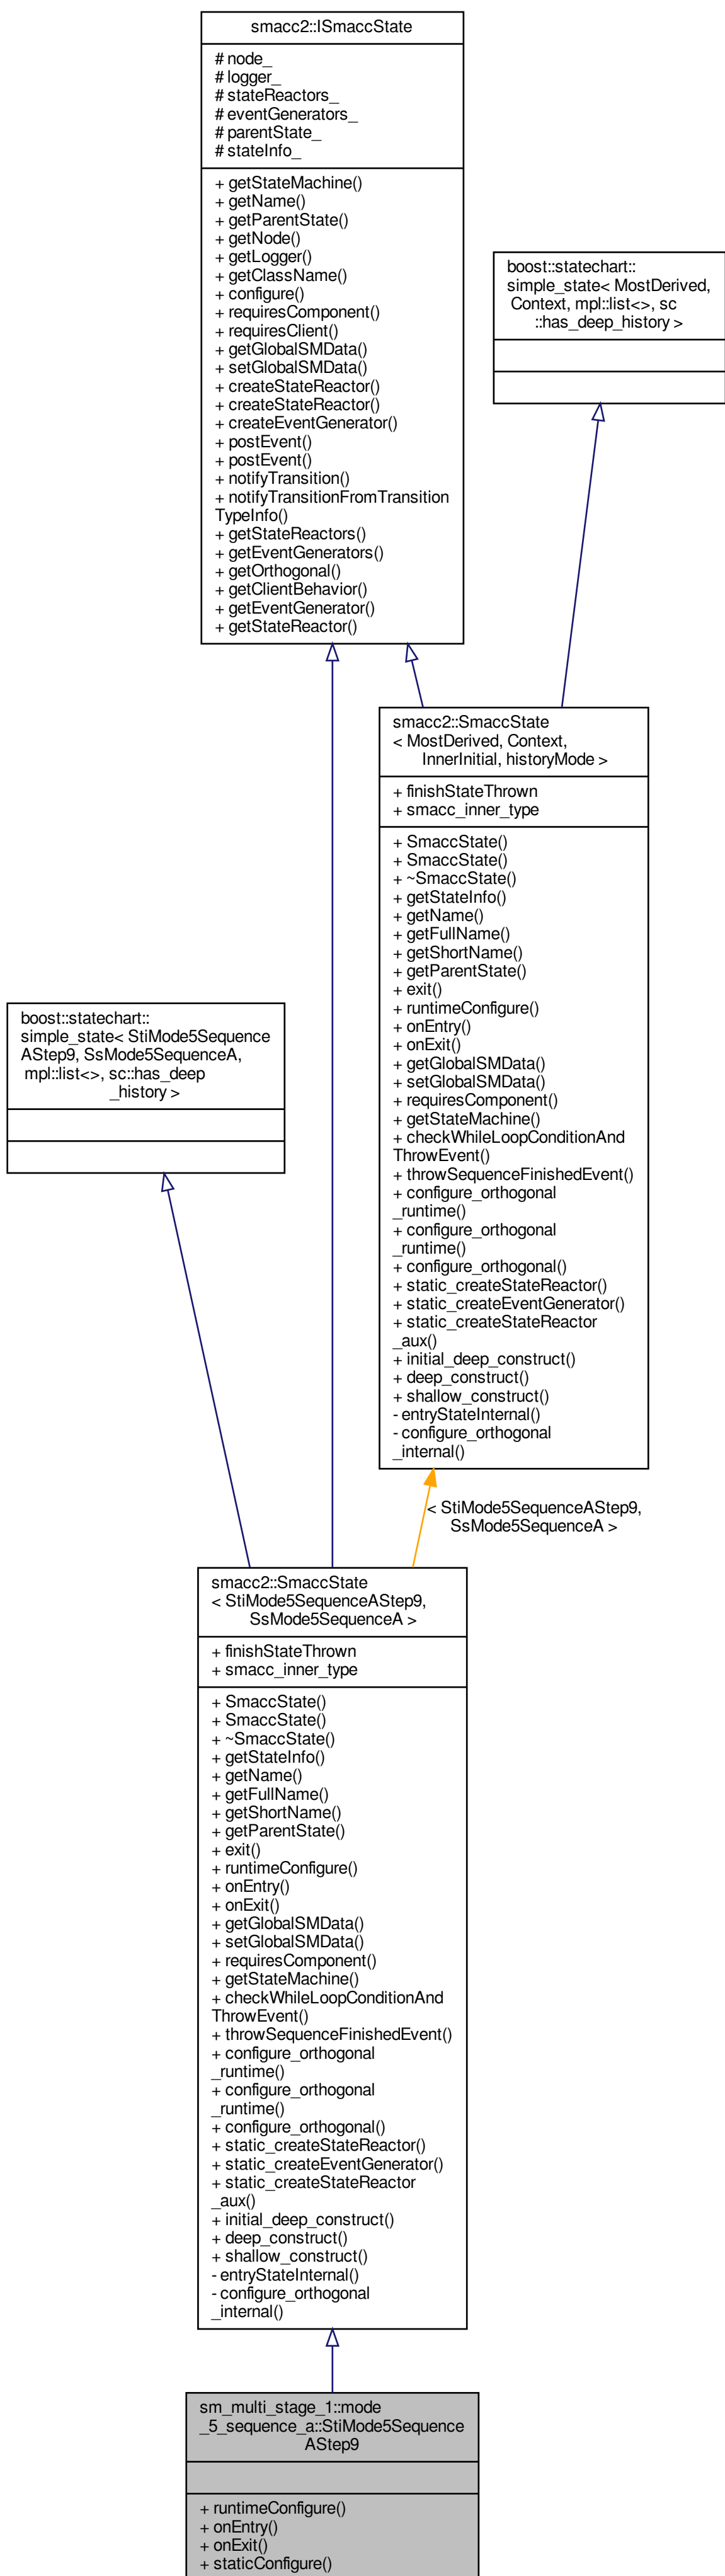 smacc2::ISmaccState
# node_
# logger_
# stateReactors_
# eventGenerators_
# parentState_
# stateInfo_
+ getStateMachine()
+ getName()
+ getParentState()
+ getNode()
+ getLogger()
+ getClassName()
+ configure()
+ requiresComponent()
+ requiresClient()
+ getGlobalSMData()
+ setGlobalSMData()
+ createStateReactor()
+ createStateReactor()
+ createEventGenerator()
+ postEvent()
+ postEvent()
+ notifyTransition()
+ notifyTransitionFromTransition
TypeInfo()
+ getStateReactors()
+ getEventGenerators()
+ getOrthogonal()
+ getClientBehavior()
+ getEventGenerator()
+ getStateReactor()
boost::statechart::
simple_state< MostDerived,
Context, mpl::list<>, sc
::has_deep_history >
smacc2::SmaccState
< MostDerived, Context,
InnerInitial, historyMode >
+ finishStateThrown
+ smacc_inner_type
+ SmaccState()
+ SmaccState()
+ ~SmaccState()
+ getStateInfo()
+ getName()
+ getFullName()
+ getShortName()
+ getParentState()
+ exit()
+ runtimeConfigure()
+ onEntry()
+ onExit()
+ getGlobalSMData()
+ setGlobalSMData()
+ requiresComponent()
+ getStateMachine()
+ checkWhileLoopConditionAnd
ThrowEvent()
+ throwSequenceFinishedEvent()
+ configure_orthogonal
_runtime()
+ configure_orthogonal
_runtime()
+ configure_orthogonal()
+ static_createStateReactor()
+ static_createEventGenerator()
+ static_createStateReactor
_aux()
+ initial_deep_construct()
+ deep_construct()
+ shallow_construct()
- entryStateInternal()
- configure_orthogonal
_internal()
boost::statechart::
simple_state< StiMode5Sequence
AStep9, SsMode5SequenceA,
mpl::list<>, sc::has_deep
_history >
< StiMode5SequenceAStep9,
SsMode5SequenceA >
smacc2::SmaccState
< StiMode5SequenceAStep9,
SsMode5SequenceA >
+ finishStateThrown
+ smacc_inner_type
+ SmaccState()
+ SmaccState()
+ ~SmaccState()
+ getStateInfo()
+ getName()
+ getFullName()
+ getShortName()
+ getParentState()
+ exit()
+ runtimeConfigure()
+ onEntry()
+ onExit()
+ getGlobalSMData()
+ setGlobalSMData()
+ requiresComponent()
+ getStateMachine()
+ checkWhileLoopConditionAnd
ThrowEvent()
+ throwSequenceFinishedEvent()
+ configure_orthogonal
_runtime()
+ configure_orthogonal
_runtime()
+ configure_orthogonal()
+ static_createStateReactor()
+ static_createEventGenerator()
+ static_createStateReactor
_aux()
+ initial_deep_construct()
+ deep_construct()
+ shallow_construct()
- entryStateInternal()
- configure_orthogonal
_internal()
sm_multi_stage_1::mode
_5_sequence_a::StiMode5Sequence
AStep9
+ runtimeConfigure()
+ onEntry()
+ onExit()
+ staticConfigure()